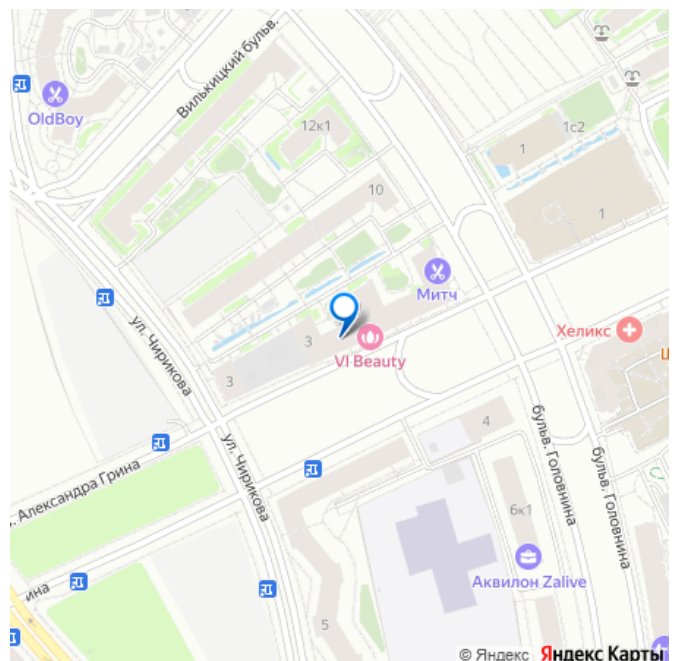 Вилькицкий бульв.
OldBoy
12к1
1с2
1
10
1
Митч
ул. Чирикова
3
VI Beauty
Хеликс
3
4
ул. Чирикова
бульв. Головнина
бульв. Головнина
. Александра Грина
6к1
ина
Аквилон Zalive
5
© Яндекс Яндекс Карты